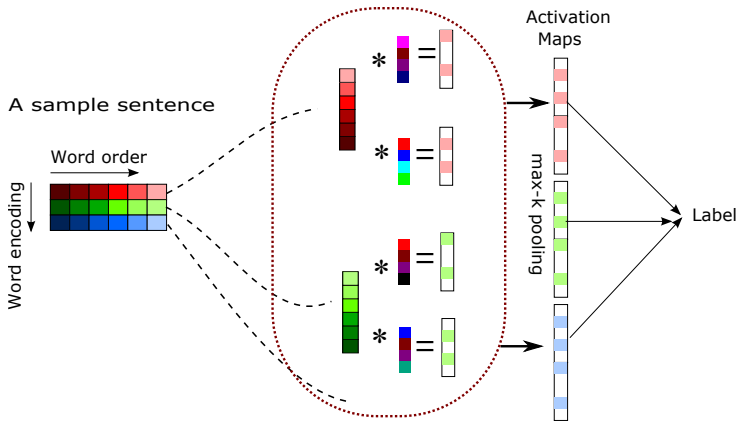 Activation
Maps
A sample sentence
Word order
Word encoding
* =
* =
* =
* =
max-k pooling
Label